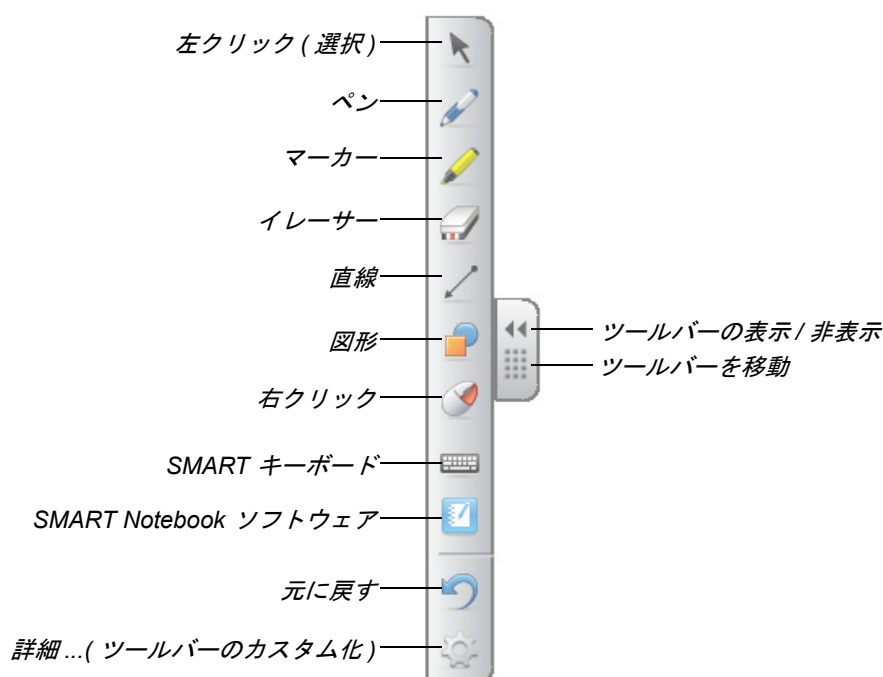 左クリック ( 選択 )
ペン
マーカー
イレーサー
直線
図形
ツールバーの表示 / 非表示
ツールバーを移動
右クリック
SMART キーボード
SMART Notebook ソフトウェア
元に戻す
詳細 ...( ツールバーのカスタム化 )